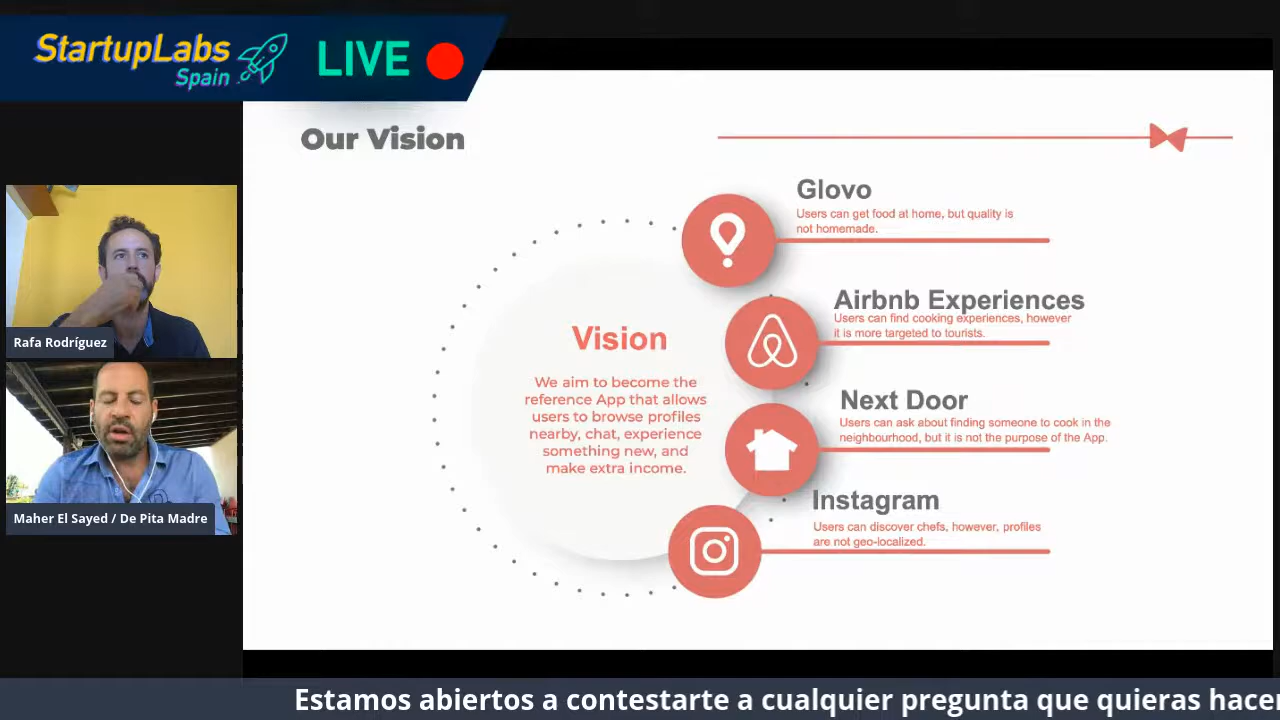 StartupLabs
Spain
LIVE
Our Vision
Glovo
Users can get food at home, but quality is
not homemade.
Airbnb Experiences
Users can find cooking experiences, however
it is more targeted to tourists.
Vision
We aim to become the
reference App that allows
users to browse profiles
nearby, chat, experience
something new, and
make extra income.
Next Door
Users can ask about finding someone to cook in the
neighbourhood, but it is not the purpose of the App.
Instagram
Users can discover chefs, however, profiles
are not geo-localized.
Rafa Rodríguez
Maher El Sayed / De Pita Madre
Estamos abiertos a contestarte a cualquier pregunta que quieras hacer